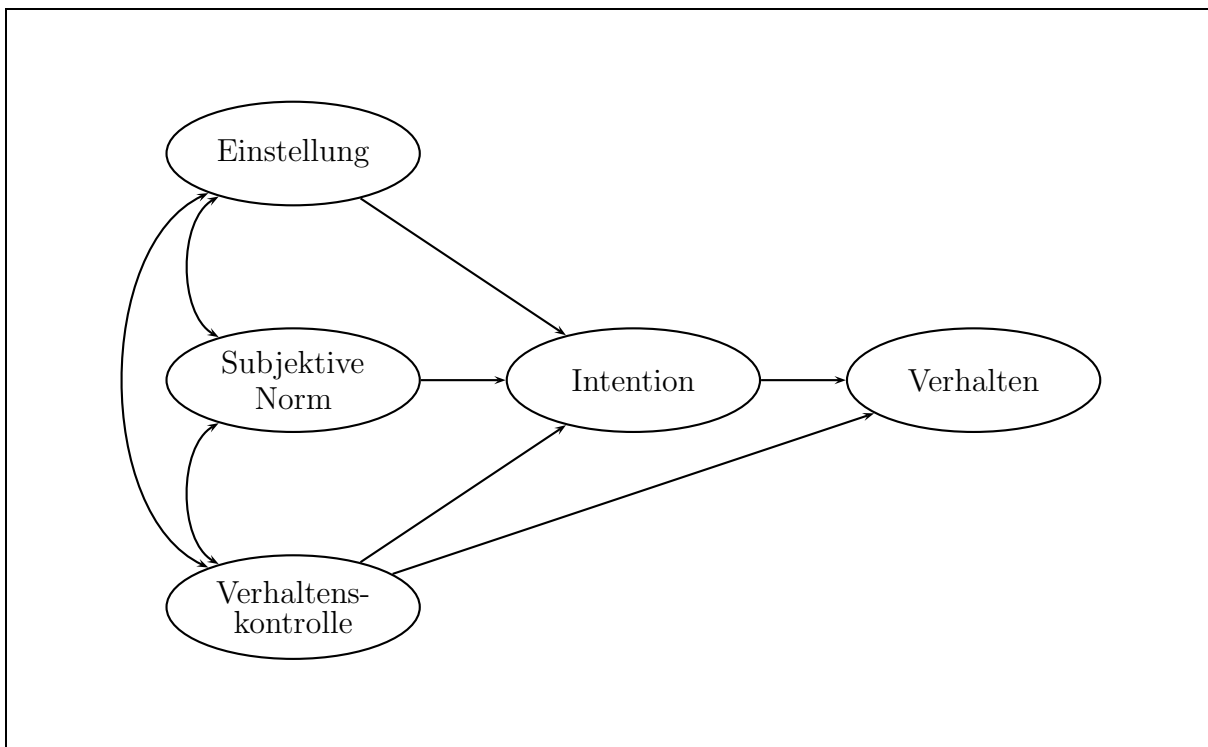 Einstellung
Subjektive
Norm
Intention
Verhalten
Verhaltens-
kontrolle